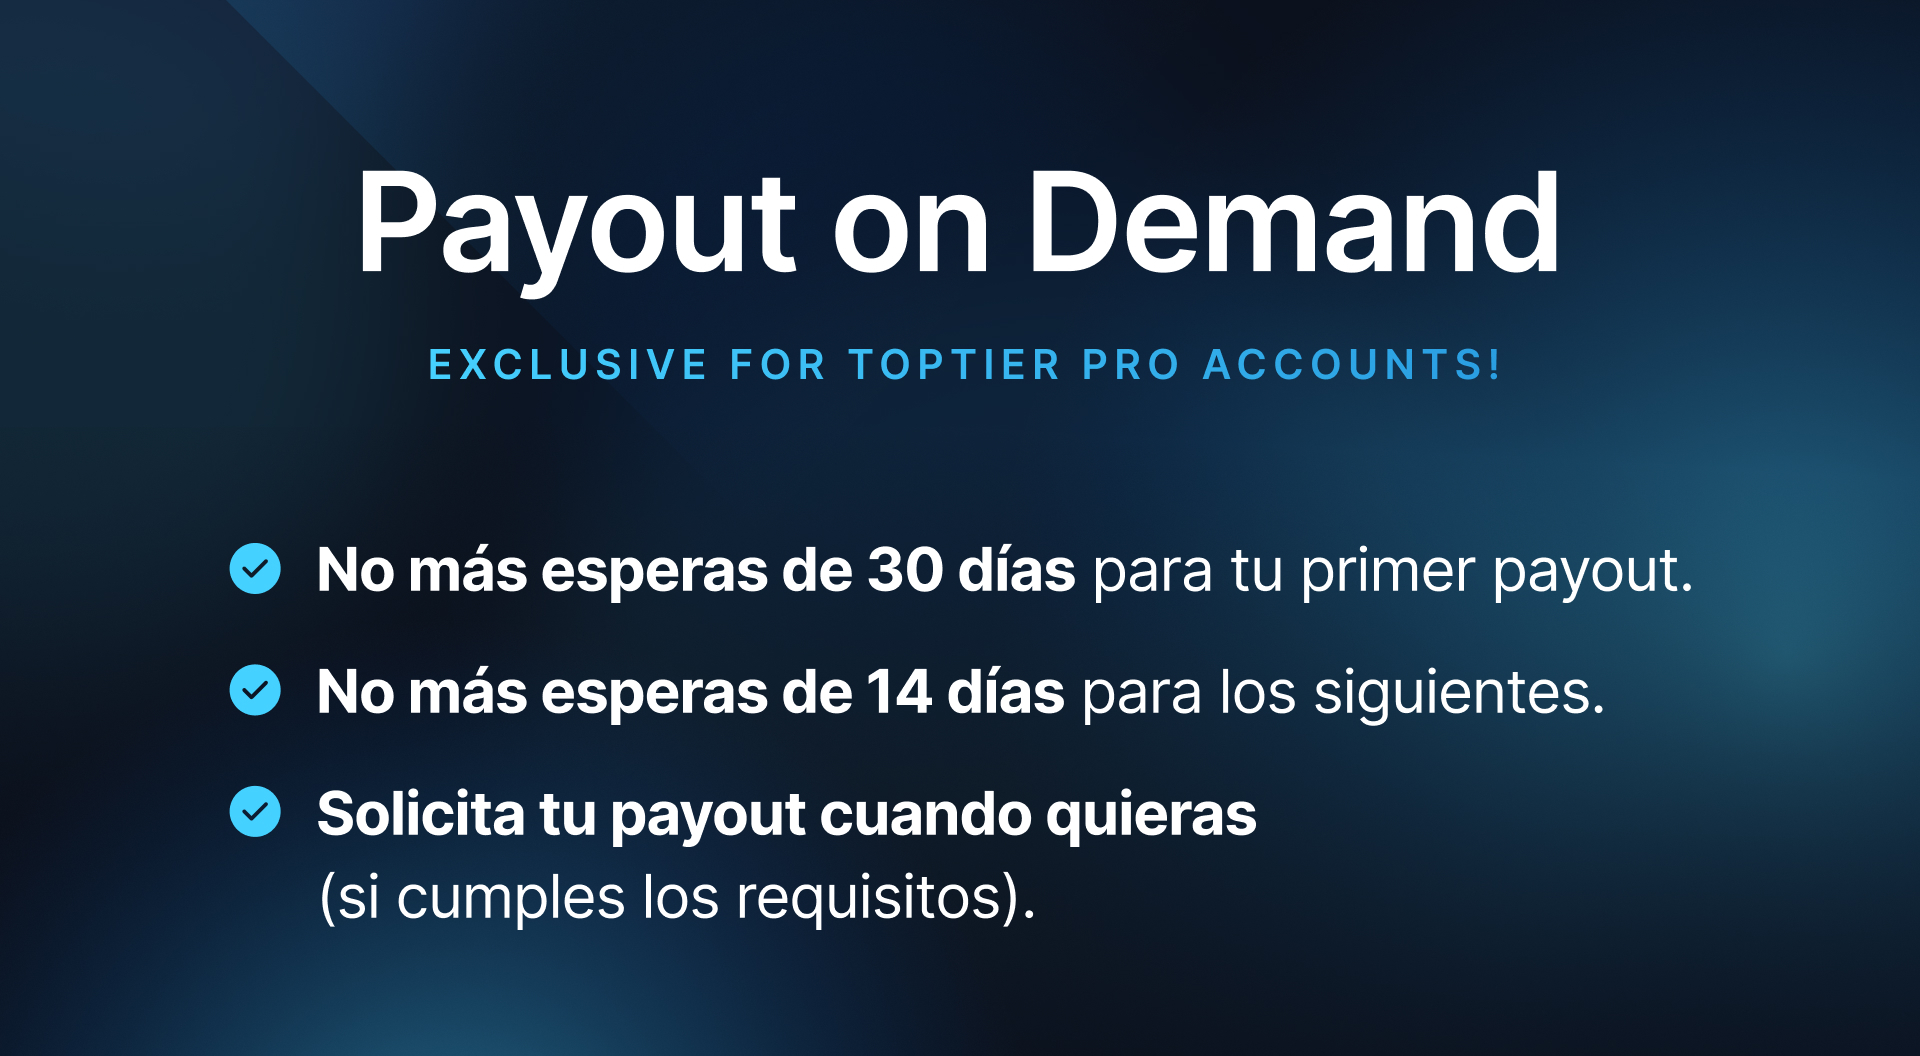 Payout on Demand
EXCLUSIVE FOR TOPTIER PRO ACCOUNTS!
No más esperas de 30 días para tu primer payout.
No más esperas de 14 días para los siguientes.
Solicita tu payout cuando quieras
(si cumples los requisitos).